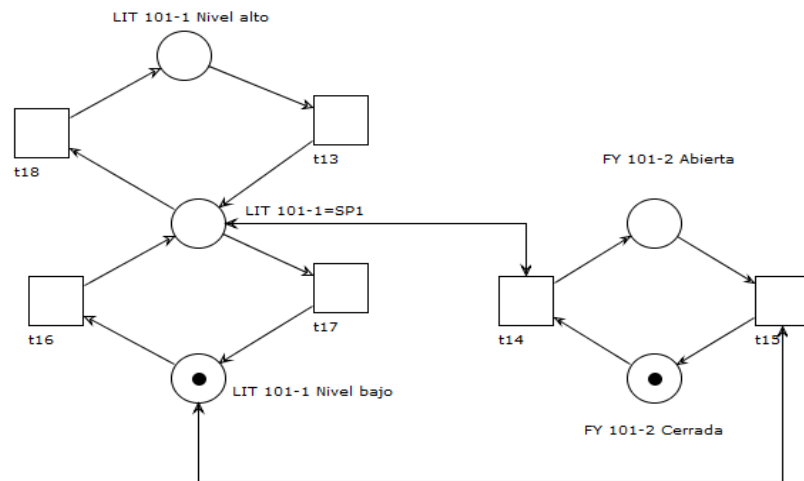 LIT 101-1 Nivel alto
t18
t13
FY 101-2 Abierta
LIT 101-1=SP1
t16
t17
t14
t15
LIT 101-1 Nivel bajo
FY 101-2 Cerrada